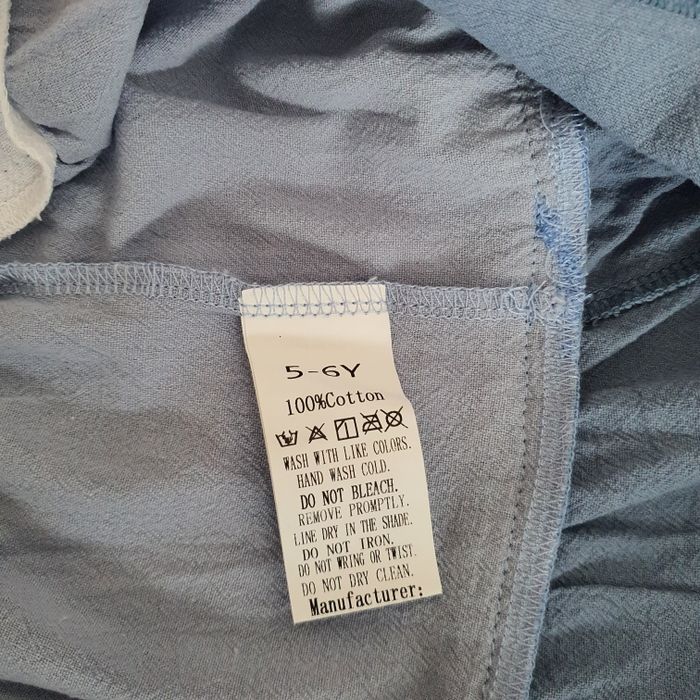 5-6Y
100%Cotton
WASH WITH LIKE COLORS.
HAND WASH COLD.
DO NOT BLEACH.
REMOVE PROMPTLY.
LINE DRY IN THE SHADE.
DO NOT IRON.
DO NOT WRING OR TWIST.
DO NOT DRY CLEAN.
Manufacturer: